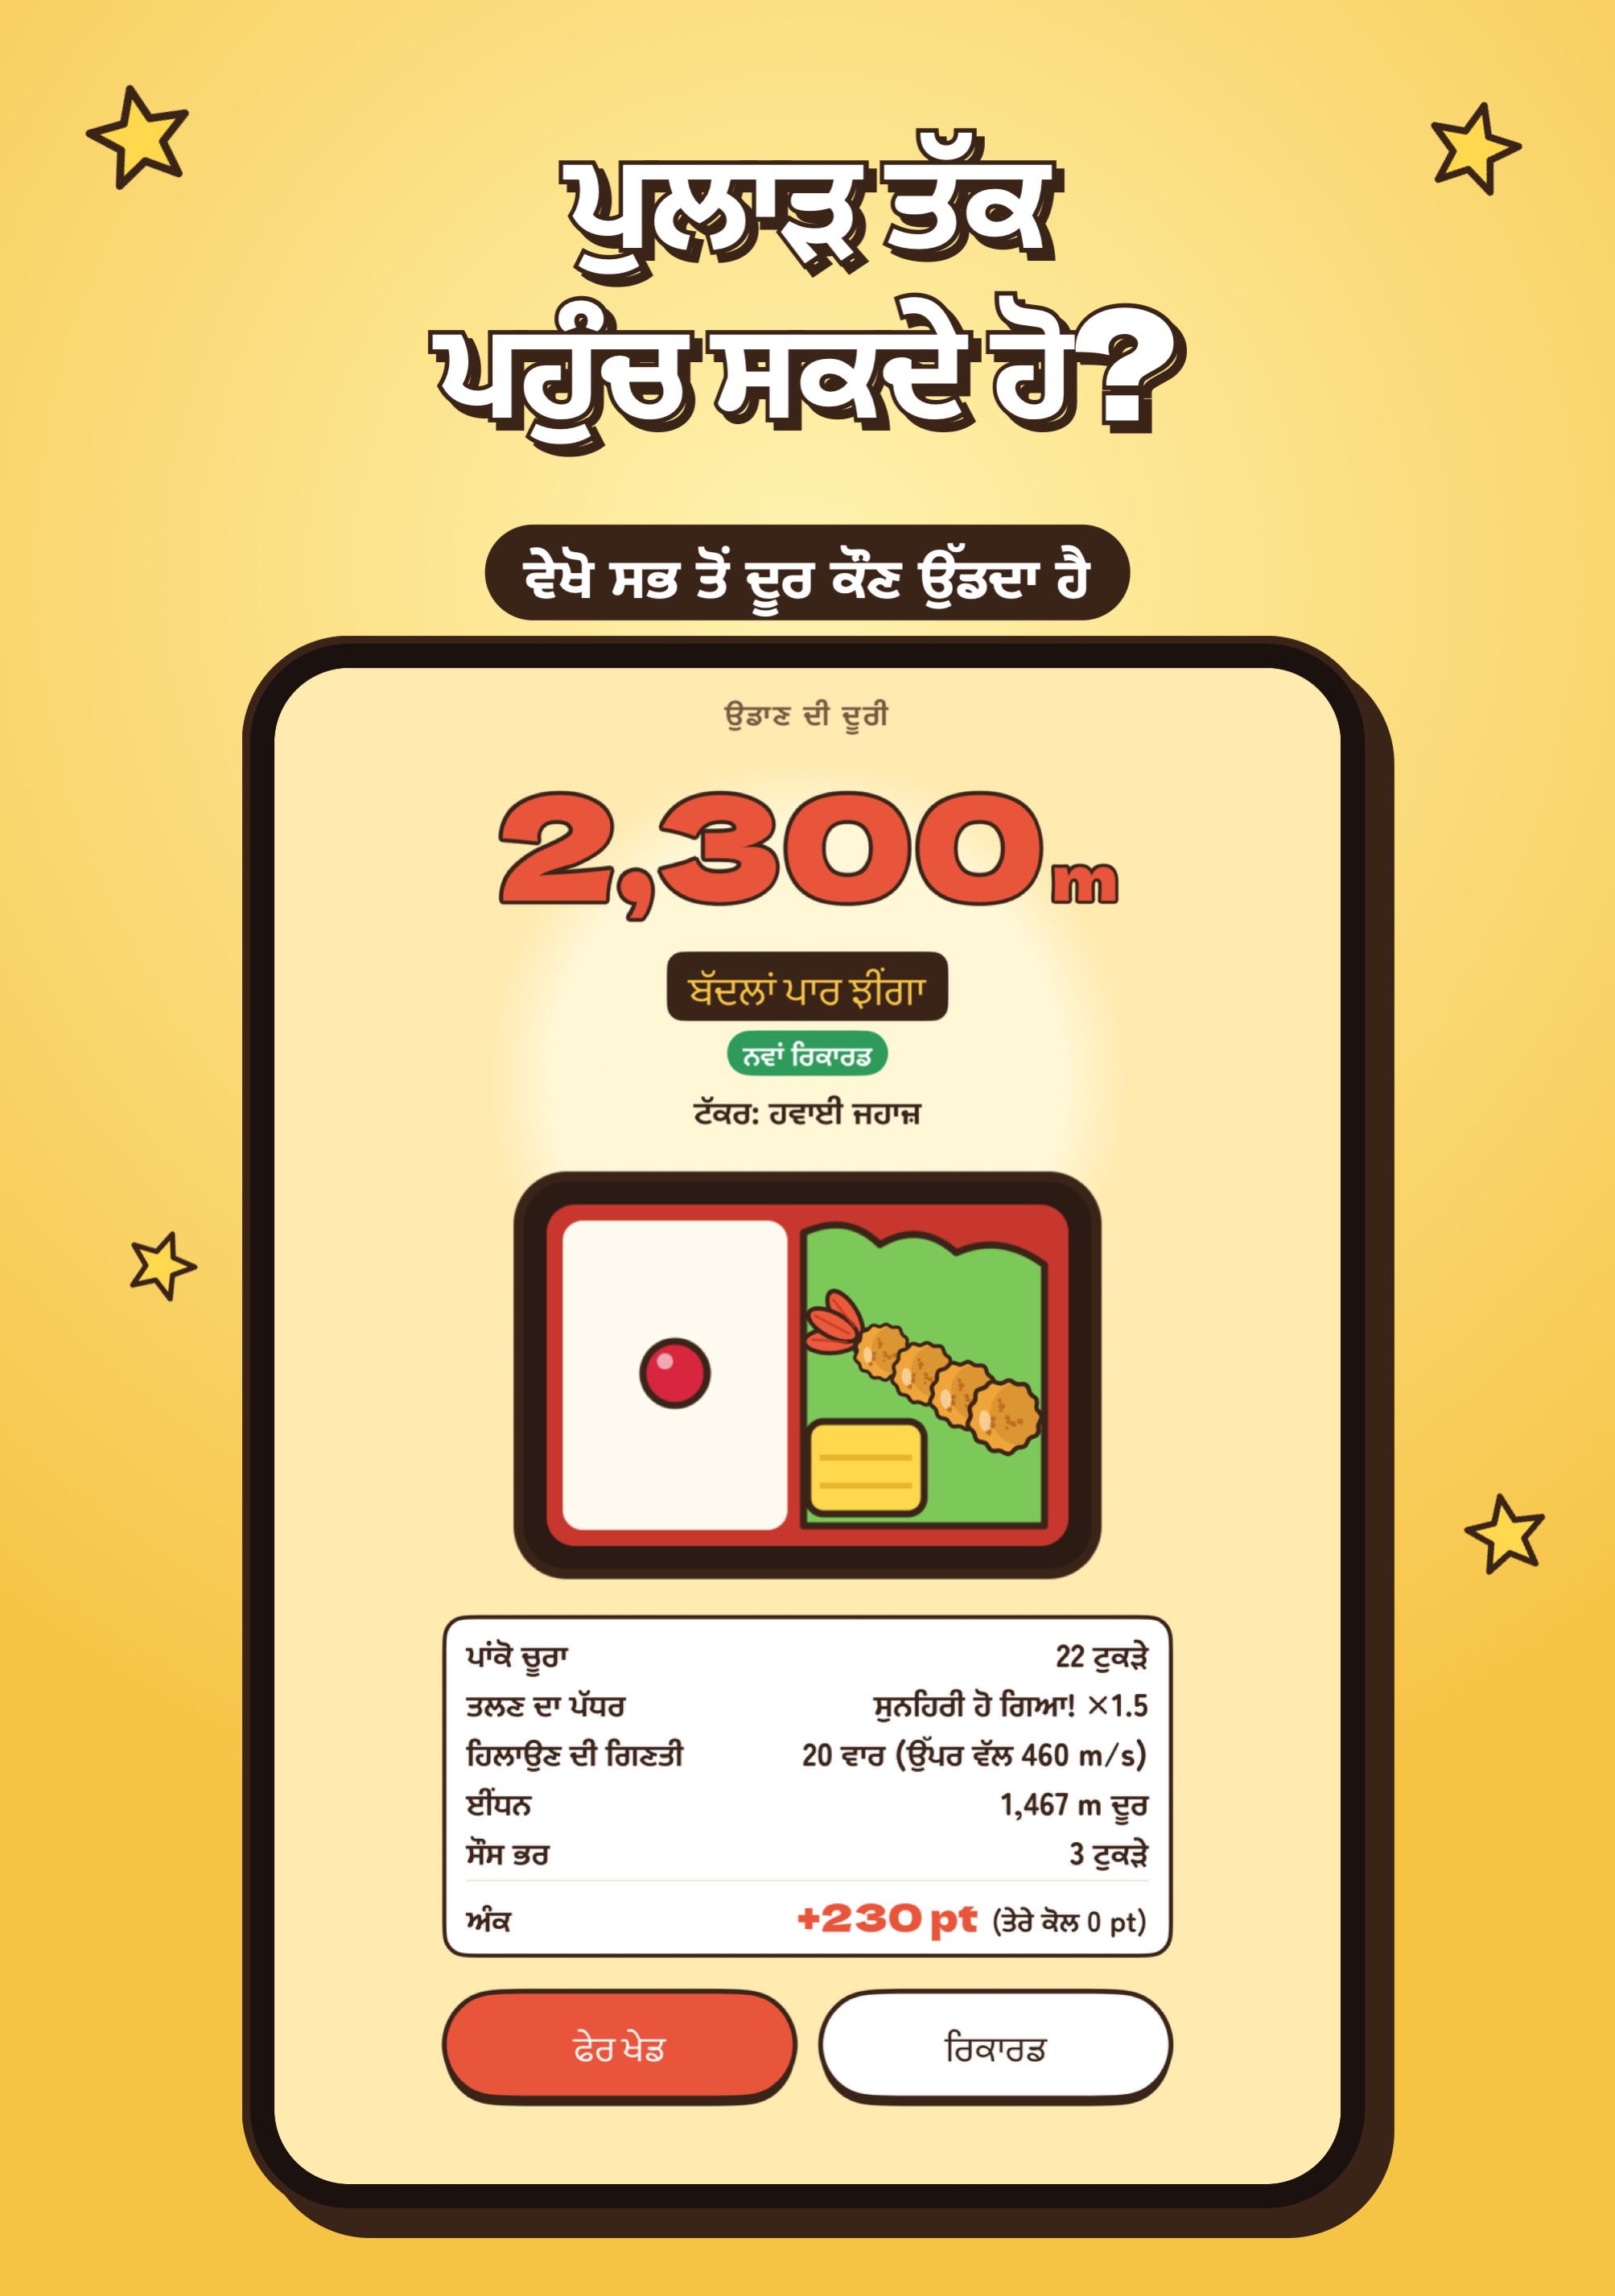 ਪੁਲਾੜ ਤੱਕ
ਪਹੁੰਚ ਸਕਦੇ ਹੋ?
ਵੇਖੋ ਸਭ ਤੋਂ ਦੂਰ ਕੌਣ ਉੱਡਦਾ ਹੈ
ਉਡਾਣ ਦੀ ਦੂਰੀ
2,300 m
ਬੱਦਲਾਂ ਪਾਰ ਝੀਂਗਾ
ਨਵਾਂ ਰਿਕਾਰਡ
ਟੱਕਰ: ਹਵਾਈ ਜਹਾਜ਼
ਪਾਂਕੋ ਚੂਰਾ 22 ਟੁਕੜੇ
ਤਲਣ ਦਾ ਪੱਧਰ ਸੁਨਹਿਰੀ ਹੋ ਗਿਆ! ×1.5
ਹਿਲਾਉਣ ਦੀ ਗਿਣਤੀ 20 ਵਾਰ (ਉੱਪਰ ਵੱਲ 460 m/s)
ਈਂਧਨ 1,467 m ਦੂਰ
ਸੌਸ ਭਰ 3 ਟੁਕੜੇ
ਅੰਕ +230 pt (ਤੇਰੇ ਕੋਲ 0 pt)
ਫੇਰ ਖੇਡ
ਰਿਕਾਰਡ